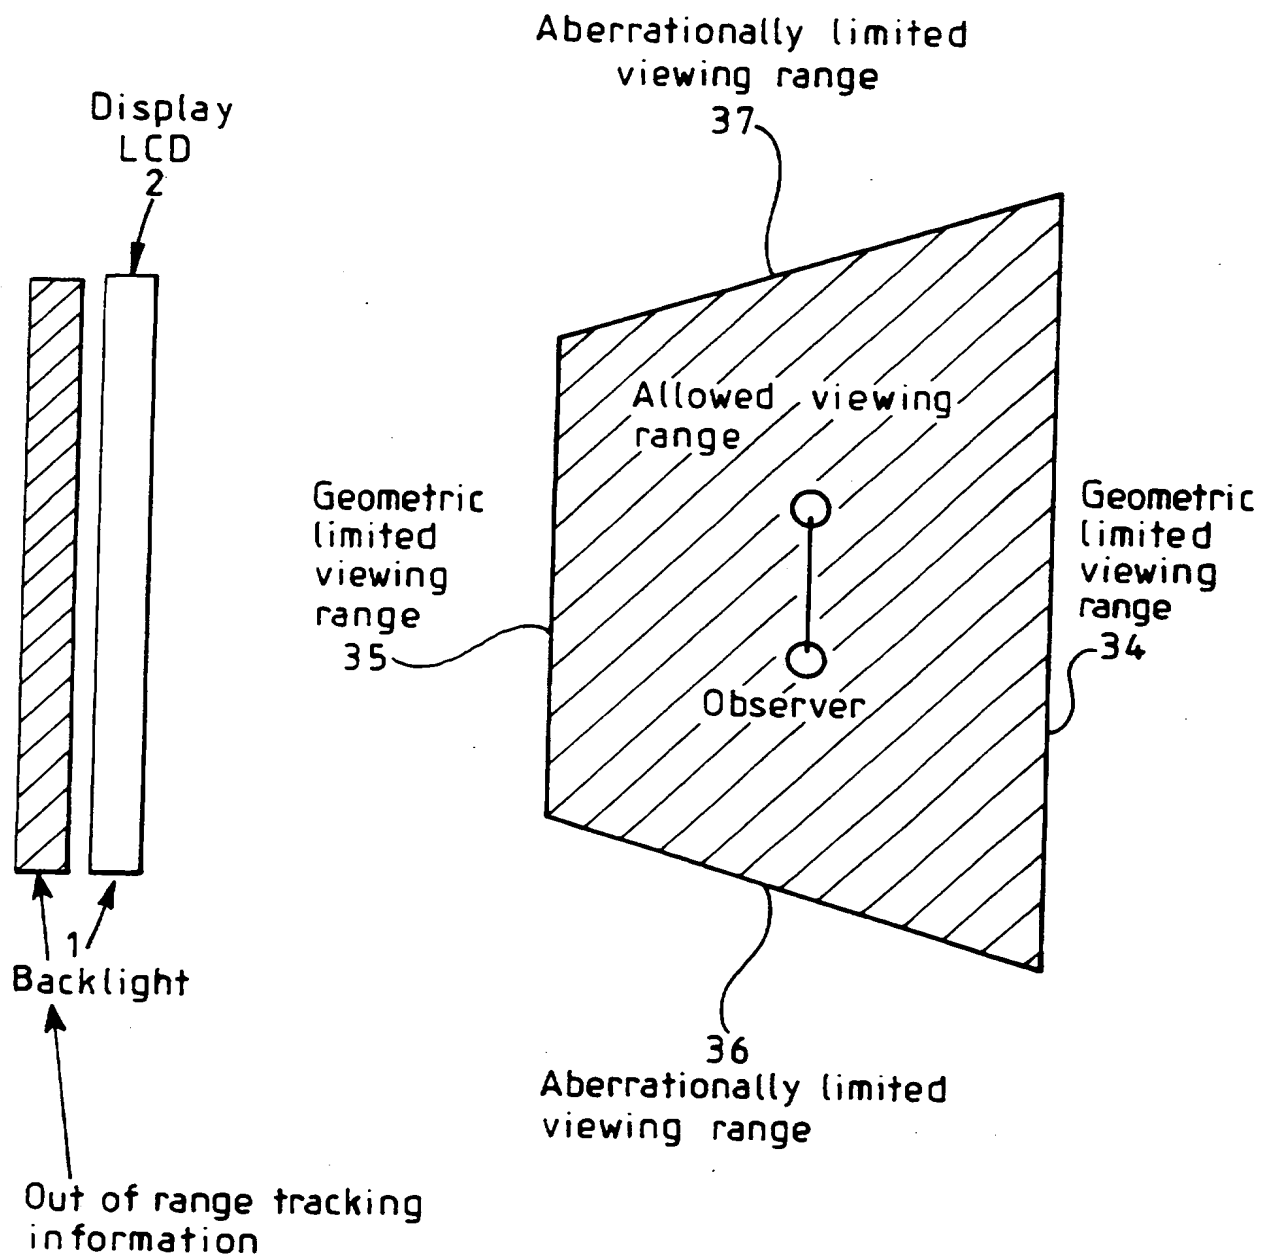 Aberrationally limited
viewing range
37
Display
LCD
2
Allowed viewing
range
Geometric
limited
viewing
range
35
Geometric
limited
viewing
range
34
Observer
1
Backlight
36
Aberrationally limited
viewing range
Out of range tracking
information